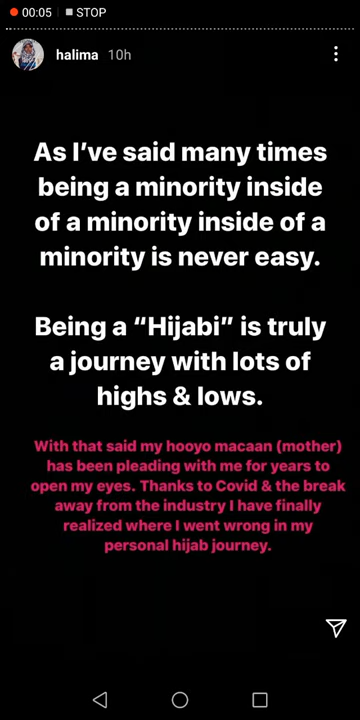 00:05 STOP
halima 10h
As I’ve said many times
being a minority inside
of a minority inside of a
minority is never easy.
Being a “Hijabi” is truly
a journey with lots of
highs & lows.
With that said my hooyo macaan (mother)
has been pleading with me for years to
open my eyes. Thanks to Covid & the break
away from the industry I have finally
realized where I went wrong in my
personal hijab journey.